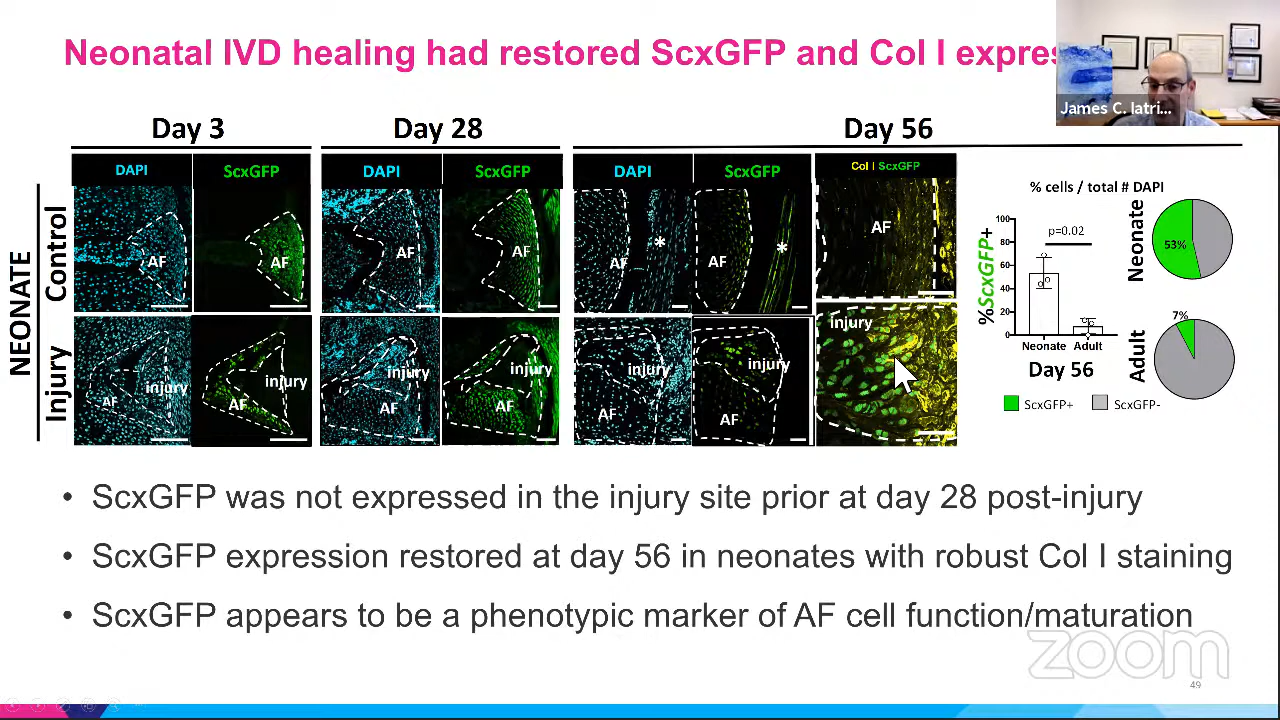 Neonatal IVD healing had restored ScxGFP and Col I expres
James C. Iatri...
Day 3
Day 28
Day 56
DAPI
ScxGFP
DAPI
ScxGFP
DAPI
ScxGFP
Col I ScxGFP
NEONATE
Control
AF
AF
AF
AF
AF
*
AF
*
AF
Injury
AF
injury
AF
injury
AF
injury
AF
injury
AF
injury
AF
injury
injury
% cells / total # DAPI
%ScxGFP+
100
80
60
40
20
0
p=0.02
Neonate Adult
Day 56
Neonate
53%
Adult
7%
ScxGFP+
ScxGFP-
• ScxGFP was not expressed in the injury site prior at day 28 post-injury
• ScxGFP expression restored at day 56 in neonates with robust Col I staining
• ScxGFP appears to be a phenotypic marker of AF cell function/maturation
zoom
49